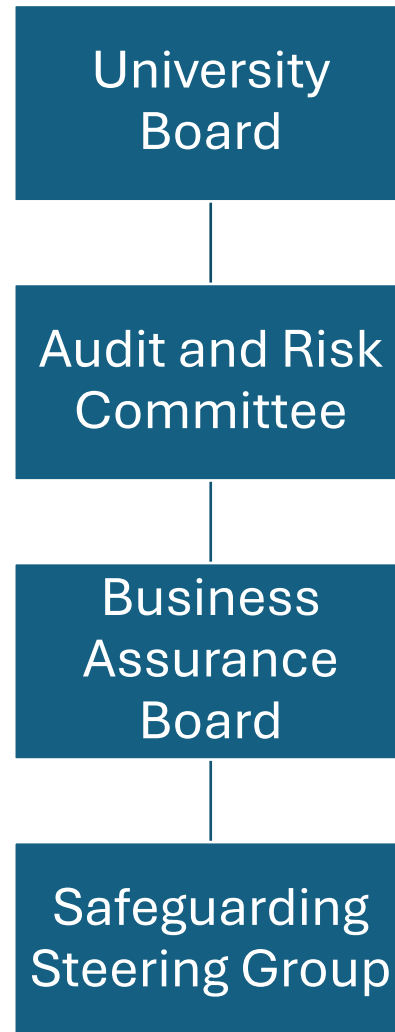 University
Board
Audit and Risk
Committee
Business
Assurance
Board
Safeguarding
Steering Group